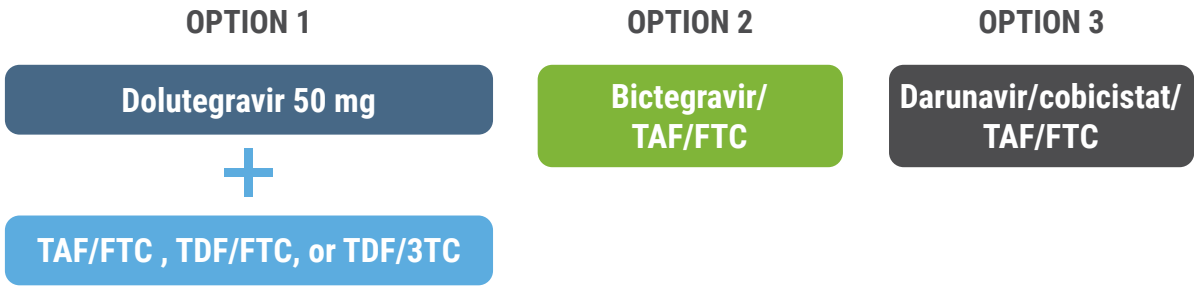 OPTION 1
Dolutegravir 50 mg
+
TAF/FTC , TDF/FTC, or TDF/3TC
OPTION 2
Bictegravir/
TAF/FTC
OPTION 3
Darunavir/cobicistat/
TAF/FTC